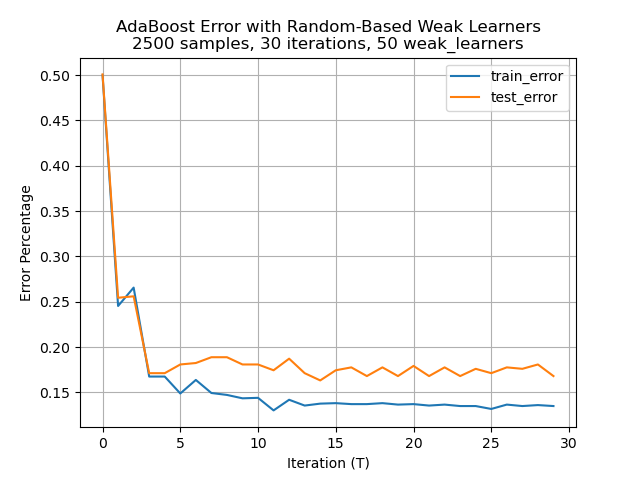 AdaBoost Error with Random-Based Weak Learners
2500 samples, 30 iterations, 50 weak_learners
train_error
test_error
0.50
0.45
0.40
0.35
0.30
0.25
0.20
0.15
Error Percentage
0 5 10 15 20 25 30
Iteration (T)